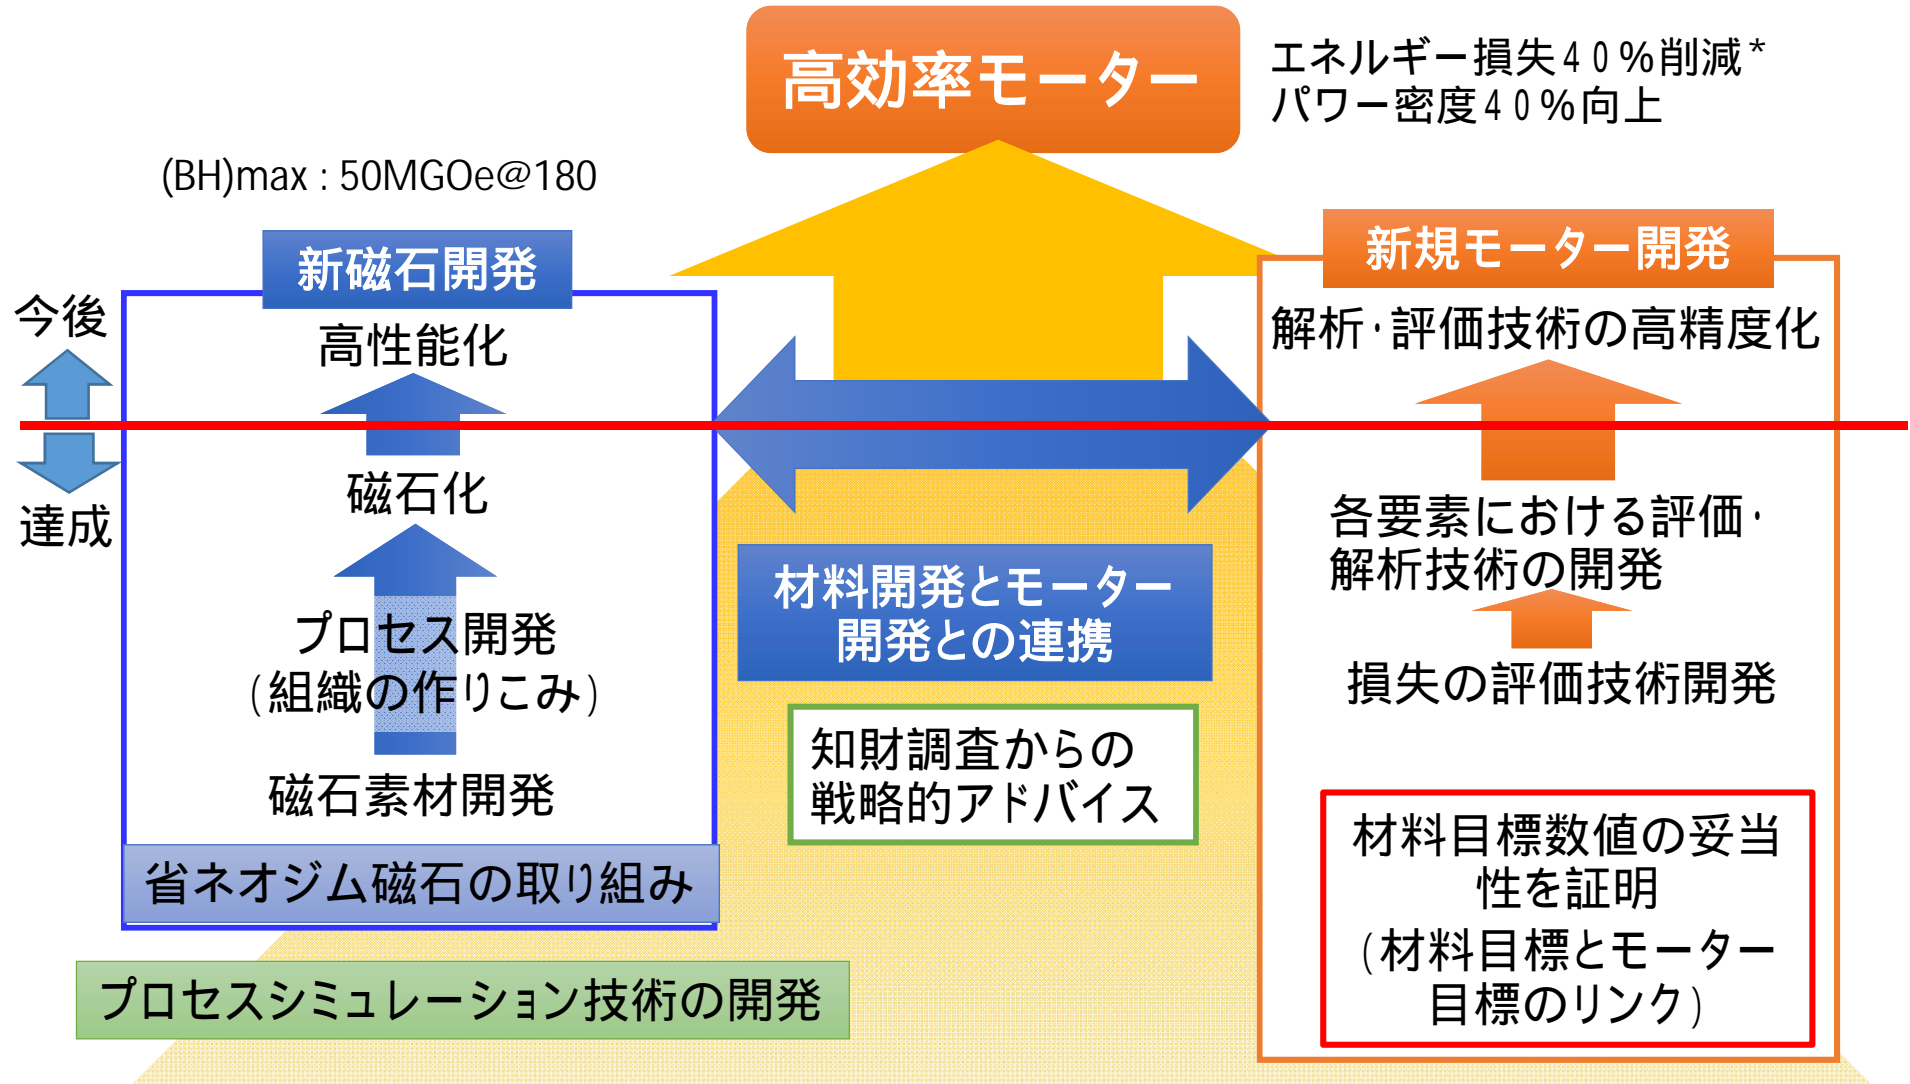 高効率モーター
エネルギー損失40%削減*
パワー密度40%向上
(BH)max : 50MGOe@180
新磁石開発
高性能化
磁石化
プロセス開発
(組織の作りこみ)
磁石素材開発
省ネオジム磁石の取り組み
プロセスシミュレーション技術の開発
今後
達成
材料開発とモーター
開発との連携
知財調査からの
戦略的アドバイス
新規モーター開発
解析・評価技術の高精度化
各要素における評価・
解析技術の開発
損失の評価技術開発
材料目標数値の妥当
性を証明
(材料目標とモーター
目標のリンク)